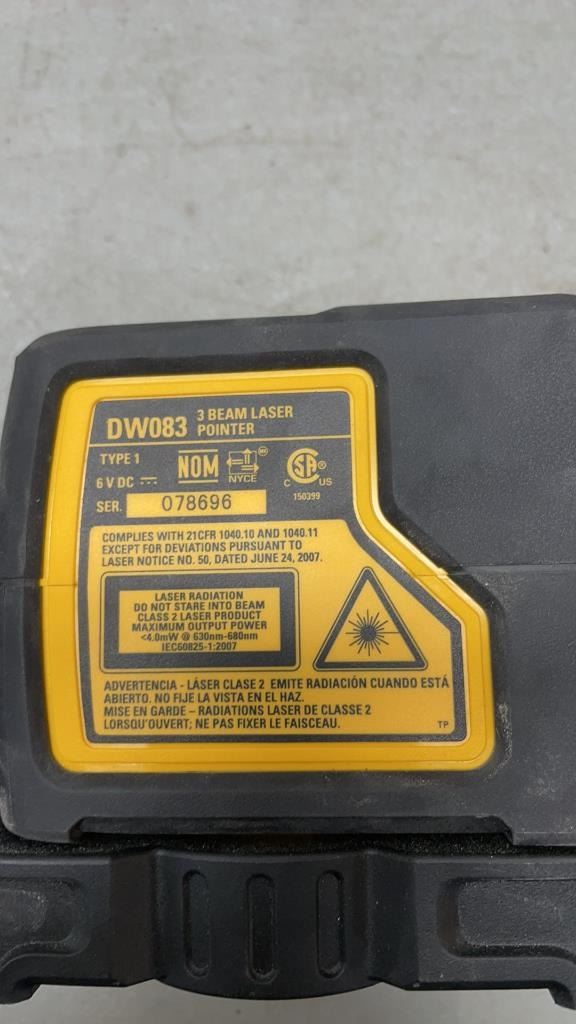 DW083 3 BEAM LASER
POINTER
TYPE 1
NOM
NYCE
6 V DC
C SA ® US
SER. 078696
150399
COMPLIES WITH 21CFR 1040.10 AND 1040.11
EXCEPT FOR DEVIATIONS PURSUANT TO
LASER NOTICE NO. 50, DATED JUNE 24, 2007.
LASER RADIATION
DO NOT STARE INTO BEAM
CLASS 2 LASER PRODUCT
MAXIMUM OUTPUT POWER
<4.0mW @ 630nm-680nm
IEC60825-1:2007
ADVERTENCIA - LÁSER CLASE 2 EMITE RADIACIÓN CUANDO ESTÁ
ABIERTO. NO FIJE LA VISTA EN EL HAZ.
MISE EN GARDE – RADIATIONS LASER DE CLASSE 2
LORSQU'OUVERT; NE PAS FIXER LE FAISCEAU.
TP